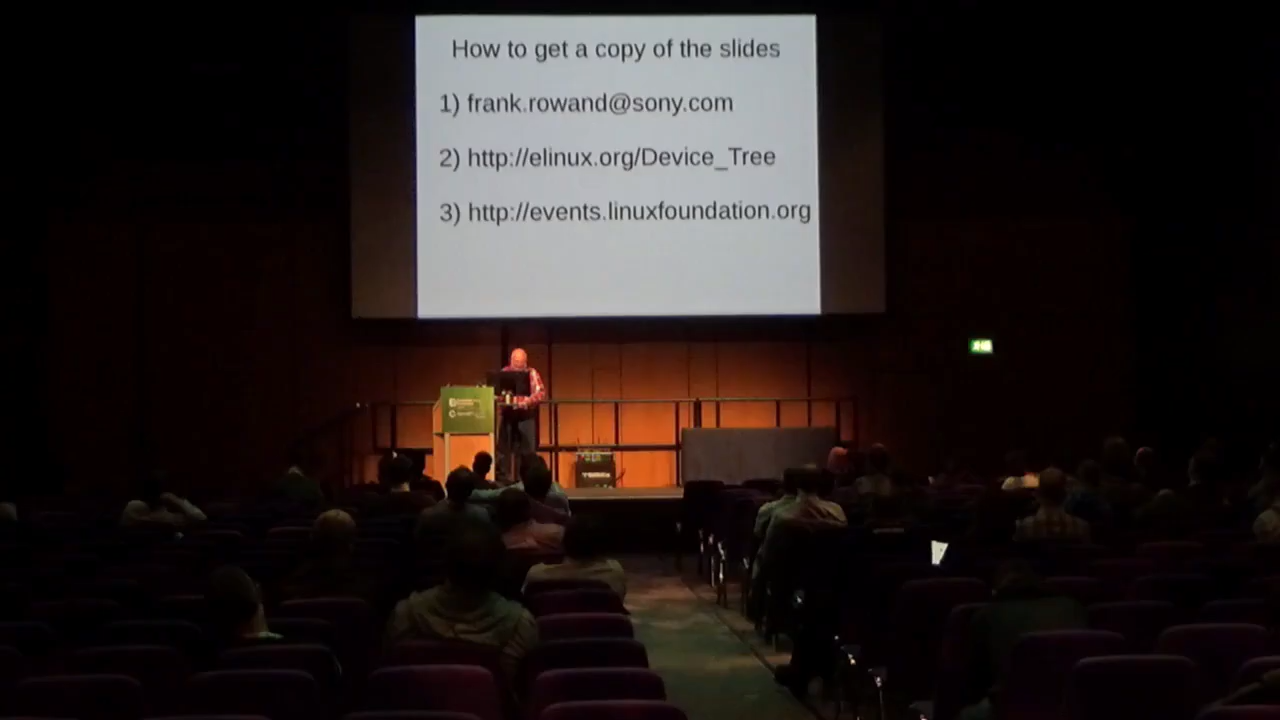 How to get a copy of the slides
1) frank.rowand@sony.com
2) http://elinux.org/Device_Tree
3) http://events.linuxfoundation.org